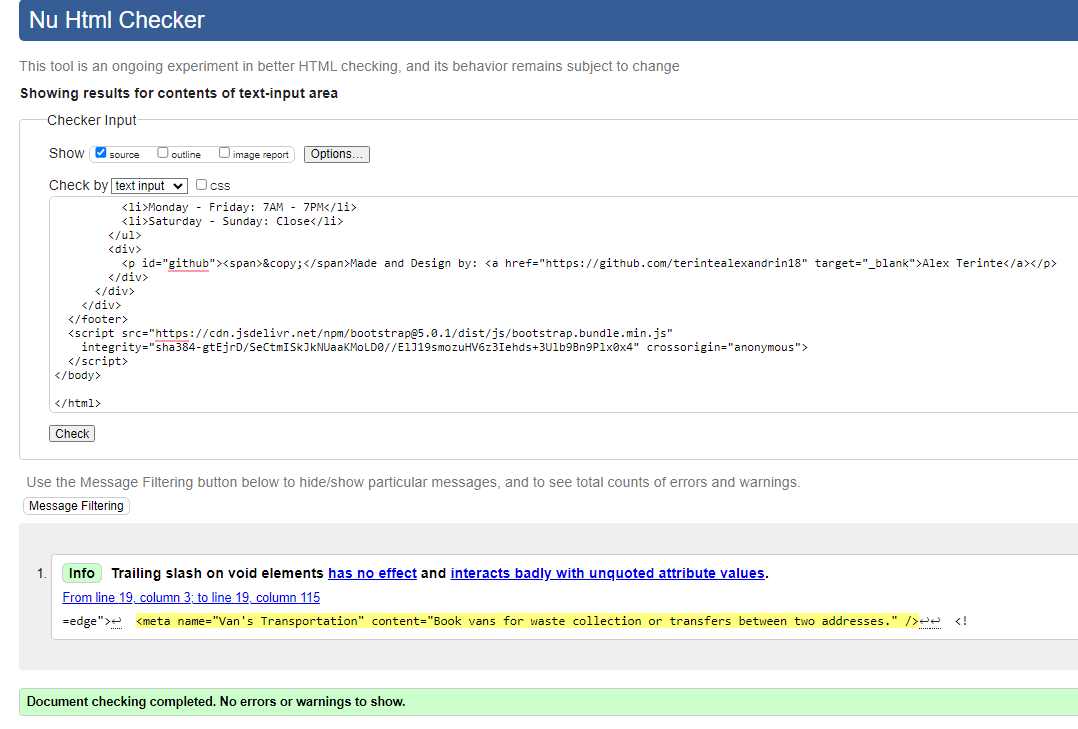 Nu Html Checker
This tool is an ongoing experiment in better HTML checking, and its behavior remains subject to change
Showing results for contents of text-input area
Checker Input
Show source outline image report Options...
Check by text input css
<li>Monday - Friday: 7AM - 7PM</li>
<li>Saturday - Sunday: Close</li>
</ul>
<div>
<p id="github"><span>&copy;</span>Made and Design by: <a href="https://github.com/terintealexandrin18" target="_blank">Alex Terinte</a></p>
</div>
</div>
</div>
</footer>
<script src="https://cdn.jsdelivr.net/npm/bootstrap@5.0.1/dist/js/bootstrap.bundle.min.js"
integrity="sha384-gtEjrD/SeCtmISkJkNUaaKMoLD0//ElJ19smozuHV6z3Iehds+3Ulb9Bn9Plx0x4" crossorigin="anonymous">
</script>
</body>
</html>
Check
Use the Message Filtering button below to hide/show particular messages, and to see total counts of errors and warnings.
Message Filtering
1. Info Trailing slash on void elements has no effect and interacts badly with unquoted attribute values.
From line 19, column 3; to line 19, column 115
=edge">↩ <meta name="Van's Transportation" content="Book vans for waste collection or transfers between two addresses." />↩↩ <!
Document checking completed. No errors or warnings to show.